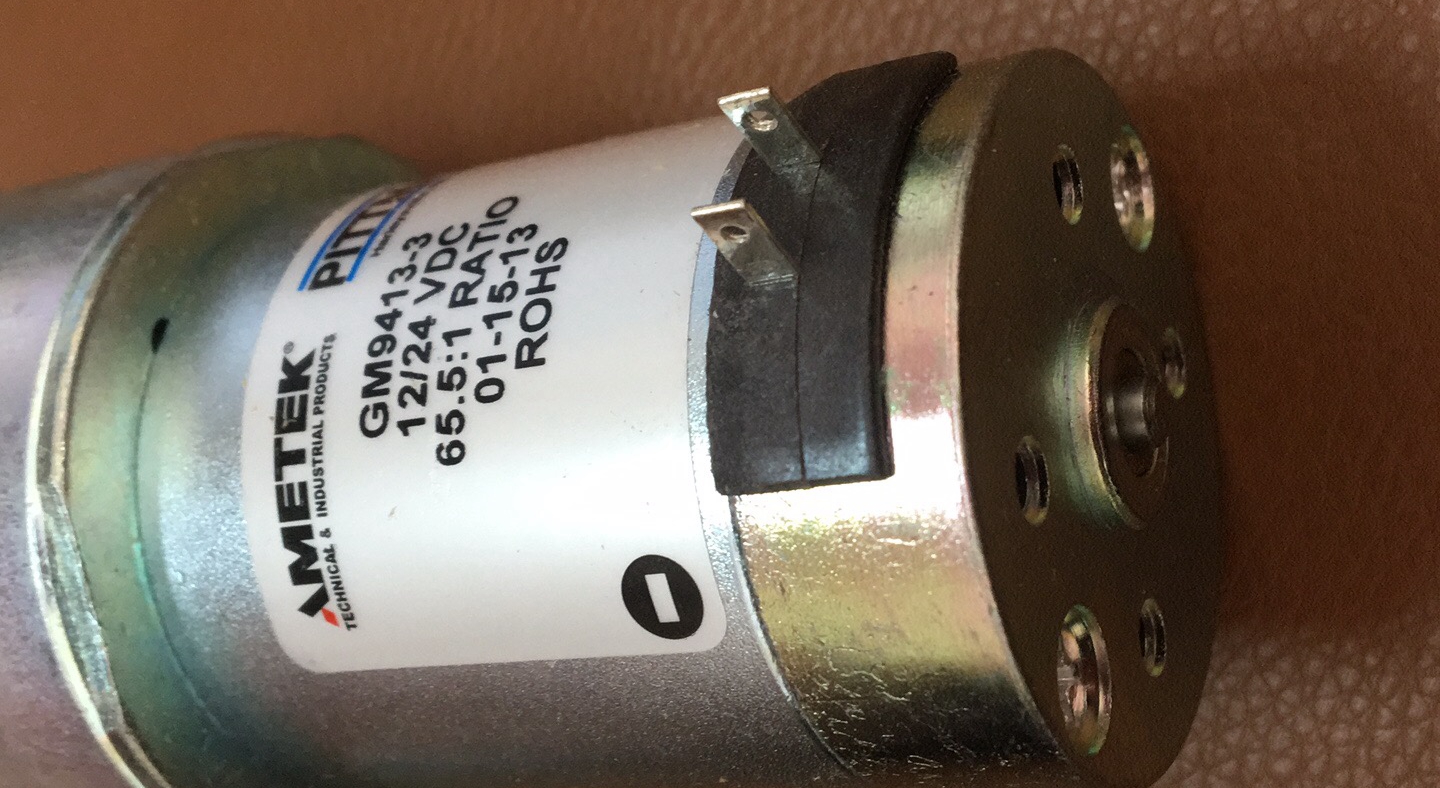 AMETEK®
TECHNICAL & INDUSTRIAL PRODUCTS
GM9413-3
12/24 VDC
65.5:1 RATIO
01-15-13
ROHS